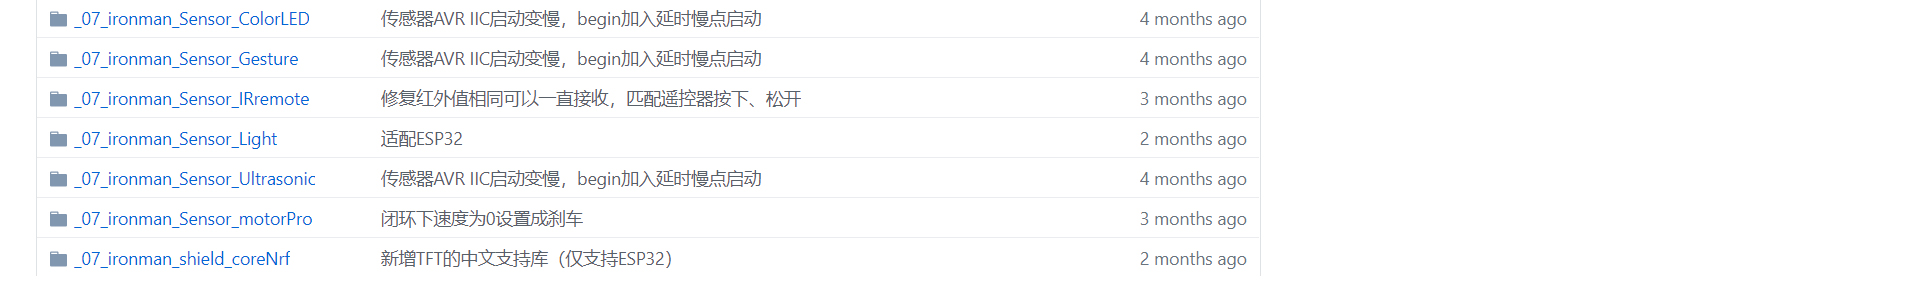 _07_ironman_Sensor_ColorLED 传感器AVR IIC启动变慢，begin加入延时慢点启动 4 months ago
_07_ironman_Sensor_Gesture 传感器AVR IIC启动变慢，begin加入延时慢点启动 4 months ago
_07_ironman_Sensor_IRremote 修复红外值相同可以一直接收，匹配遥控器按下、松开 3 months ago
_07_ironman_Sensor_Light 适配ESP32 2 months ago
_07_ironman_Sensor_Ultrasonic 传感器AVR IIC启动变慢，begin加入延时慢点启动 4 months ago
_07_ironman_Sensor_motorPro 闭环下速度为0设置成刹车 3 months ago
_07_ironman_shield_coreNrf 新增TFT的中文支持库（仅支持ESP32） 2 months ago